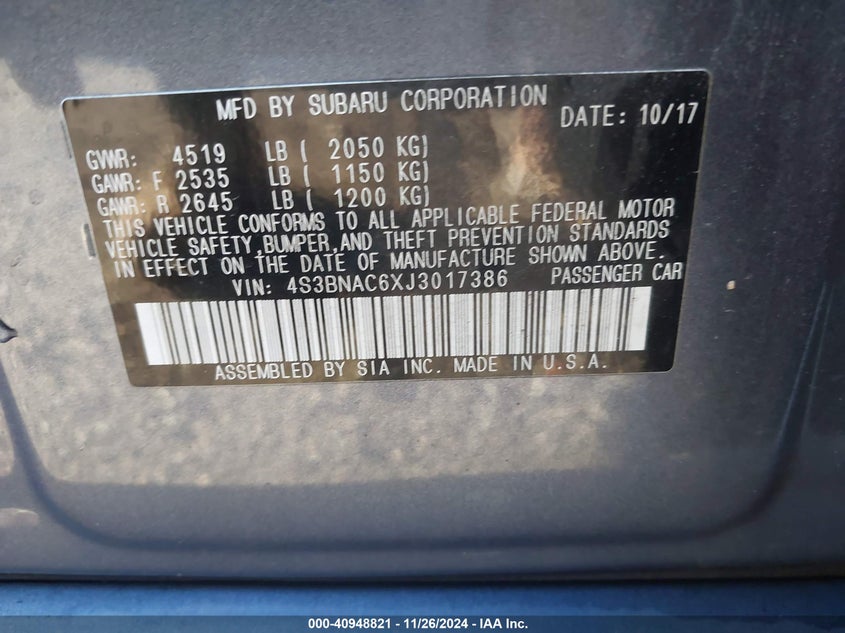 MFD BY SUBARU CORPORATION DATE: 10/17
GVWR: 4519 LB ( 2050 KG)
GAWR: F 2535 LB ( 1150 KG)
GAWR: R 2645 LB ( 1200 KG)
THIS VEHICLE CONFORMS TO ALL APPLICABLE FEDERAL MOTOR
VEHICLE SAFETY,BUMPER,AND THEFT PREVENTION STANDARDS
IN EFFECT ON THE DATE OF MANUFACTURE SHOWN ABOVE.
VIN: 4S3BNAC6XJ3017386 PASSENGER CAR
ASSEMBLED BY SIA INC. MADE IN U.S.A.
000-40948821 - 11/26/2024 - IAA Inc.